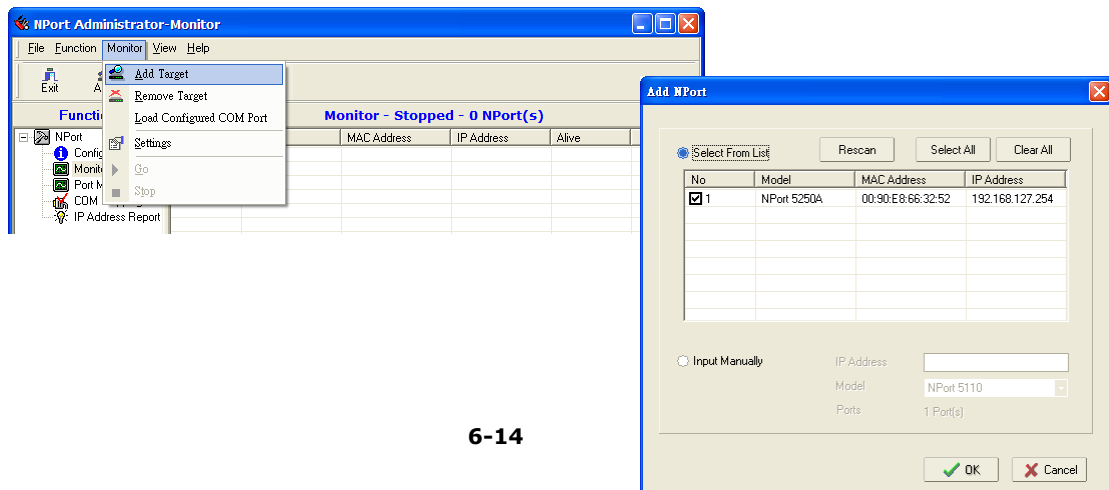 NPort Administrator-Monitor
File Function Monitor View Help
Exit
Add Target
Remove Target
Load Configured COM Port
Settings
Go
Stop
Monitor - Stopped - 0 NPort(s)
MAC Address IP Address Alive
NPort
IP Address Report
Add NPort
Select From List Rescan Select All Clear All
No Model MAC Address IP Address
1 NPort 5250A 00:90:E8:66:32:52 192.168.127.254
Input Manually IP Address
Model NPort 5110
Ports 1 Port(s)
OK Cancel
6-14